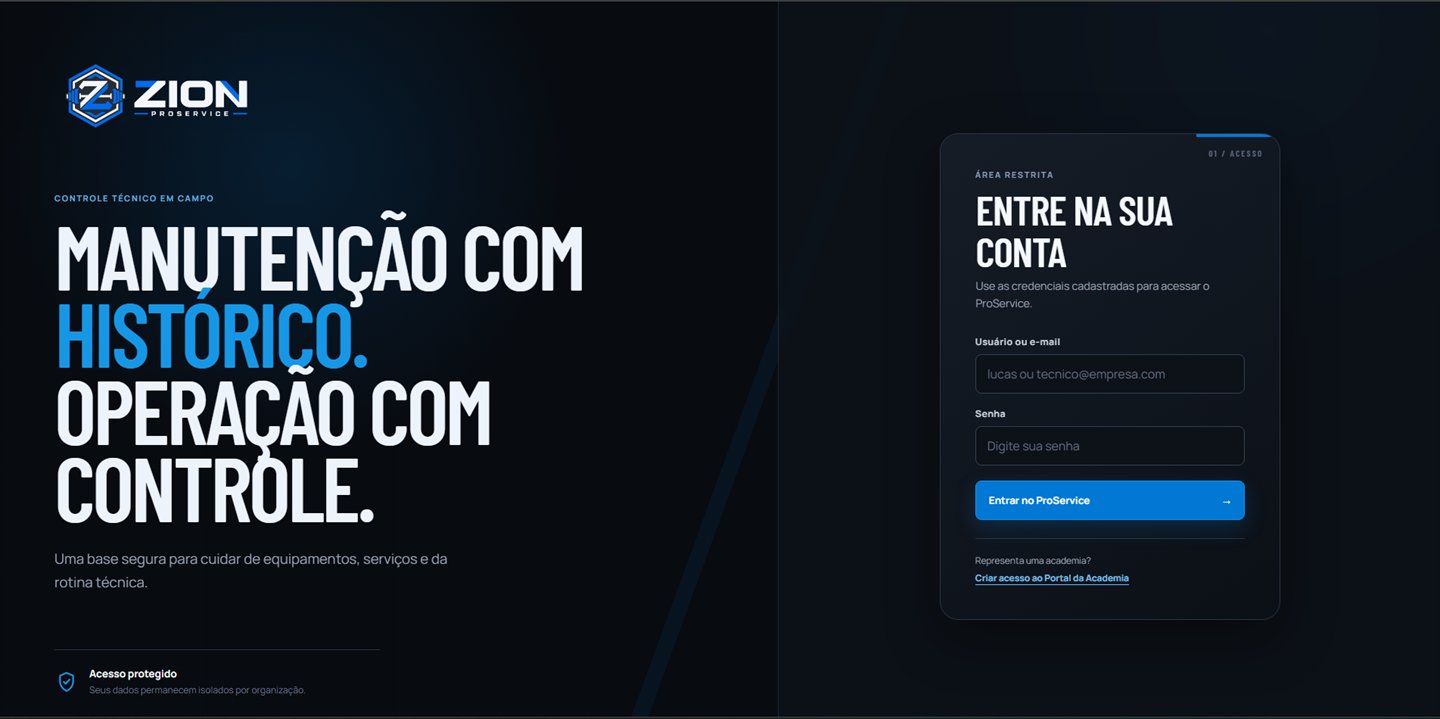 ZION
PROSERVICE
CONTROLE TÉCNICO EM CAMPO
MANUTENÇÃO COM
HISTÓRICO.
OPERAÇÃO COM
CONTROLE.
Uma base segura para cuidar de equipamentos, serviços e da
rotina técnica.
Acesso protegido
Seus dados permanecem isolados por organização.
01 / ACESSO
ÁREA RESTRITA
ENTRE NA SUA
CONTA
Use as credenciais cadastradas para acessar o
ProService.
Usuário ou e-mail
lucas ou tecnico@empresa.com
Senha
Digite sua senha
Entrar no ProService →
Representa uma academia?
Criar acesso ao Portal da Academia